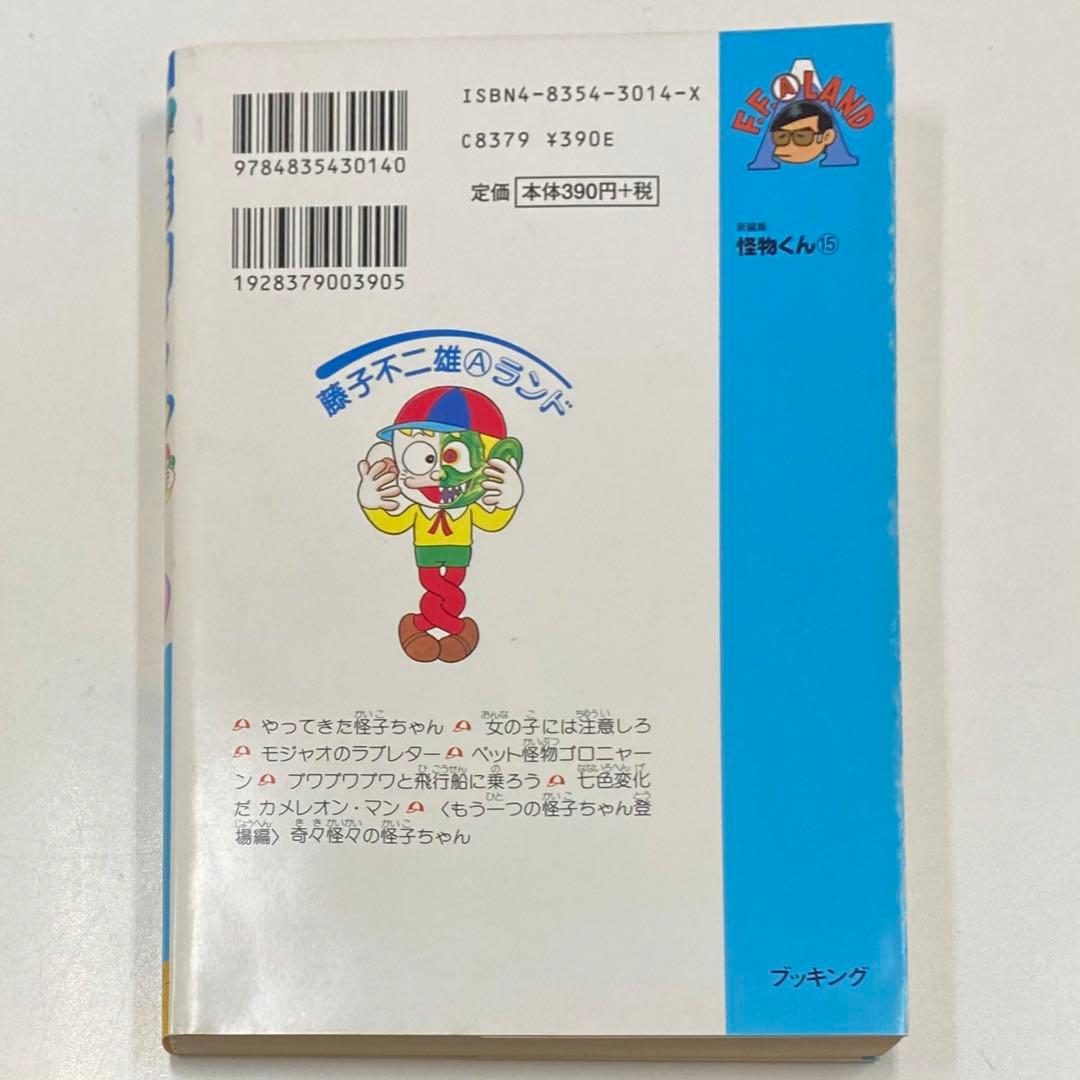 ISBN4-8354-3014-X
C8379 ¥390E
9784835430140
定価 本体390円+税
1928379003905
F.F.ⒶLAND
新編集
怪物くん⑮
藤子不二雄Ⓐランド
やってきた怪子ちゃん 女の子には注意しろ
モジャオのラブレター ペット怪物ゴロニャー
ン プワプワプワと飛行船に乗ろう 七色変化
だ カメレオン・マン 〈もう一つの怪子ちゃん登
場編〉奇々怪々の怪子ちゃん
ブッキング